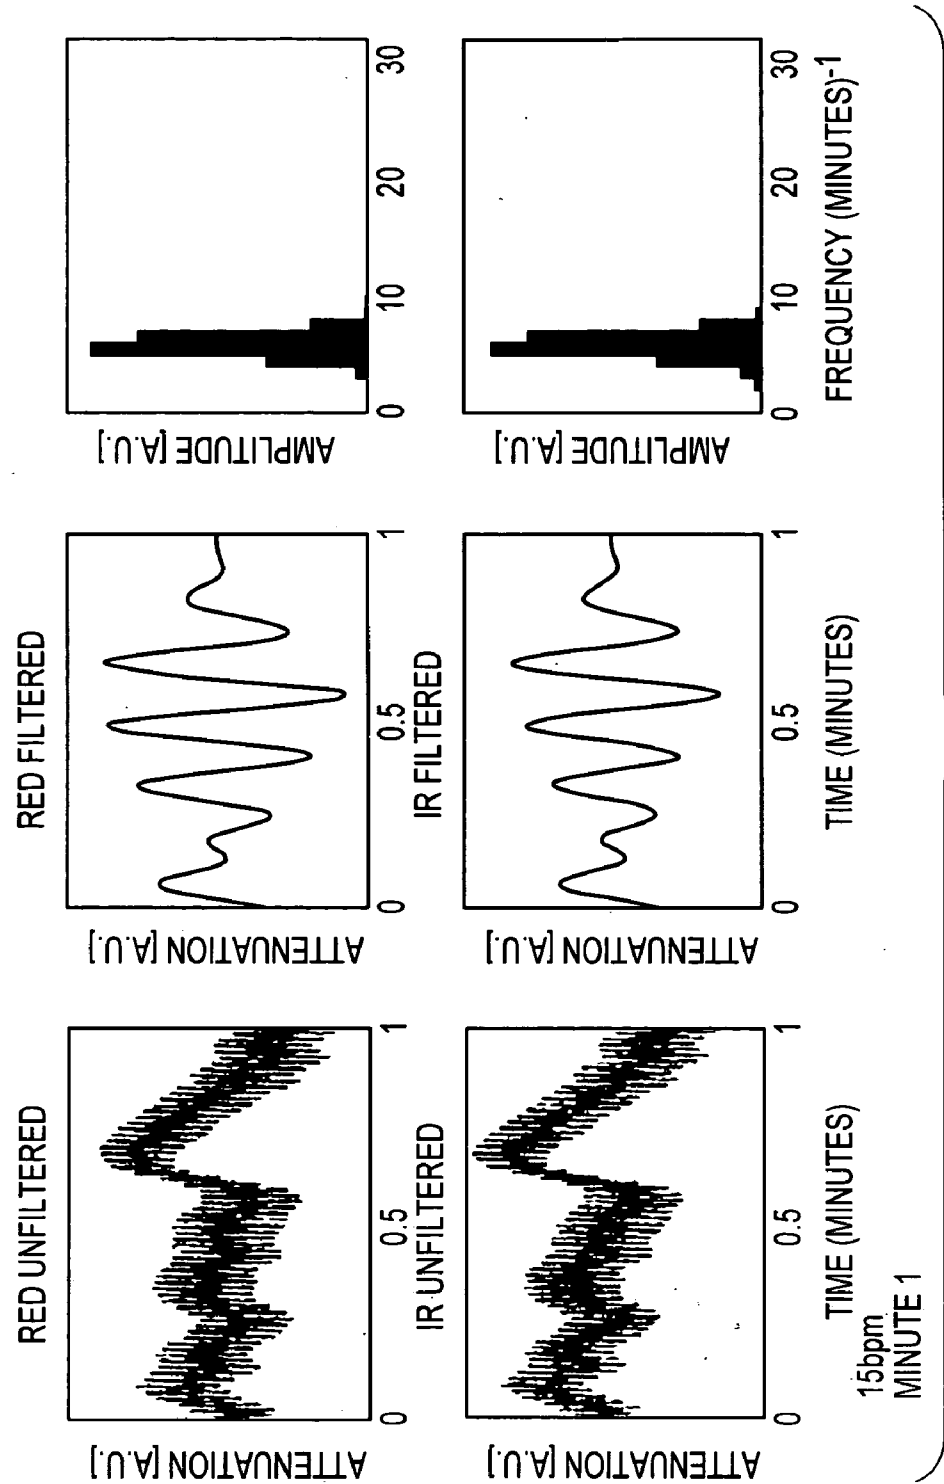 RED UNFILTERED
ATTENUATION [A.U.]
0
0.5
1
RED FILTERED
ATTENUATION [A.U.]
0
0.5
1
AMPLITUDE [A.U.]
0
10
20
30
IR UNFILTERED
ATTENUATION [A.U.]
0
0.5
1
TIME (MINUTES)
IR FILTERED
ATTENUATION [A.U.]
0
0.5
1
TIME (MINUTES)
AMPLITUDE [A.U.]
0
10
20
30
FREQUENCY (MINUTES)-1
15bpm
MINUTE 1